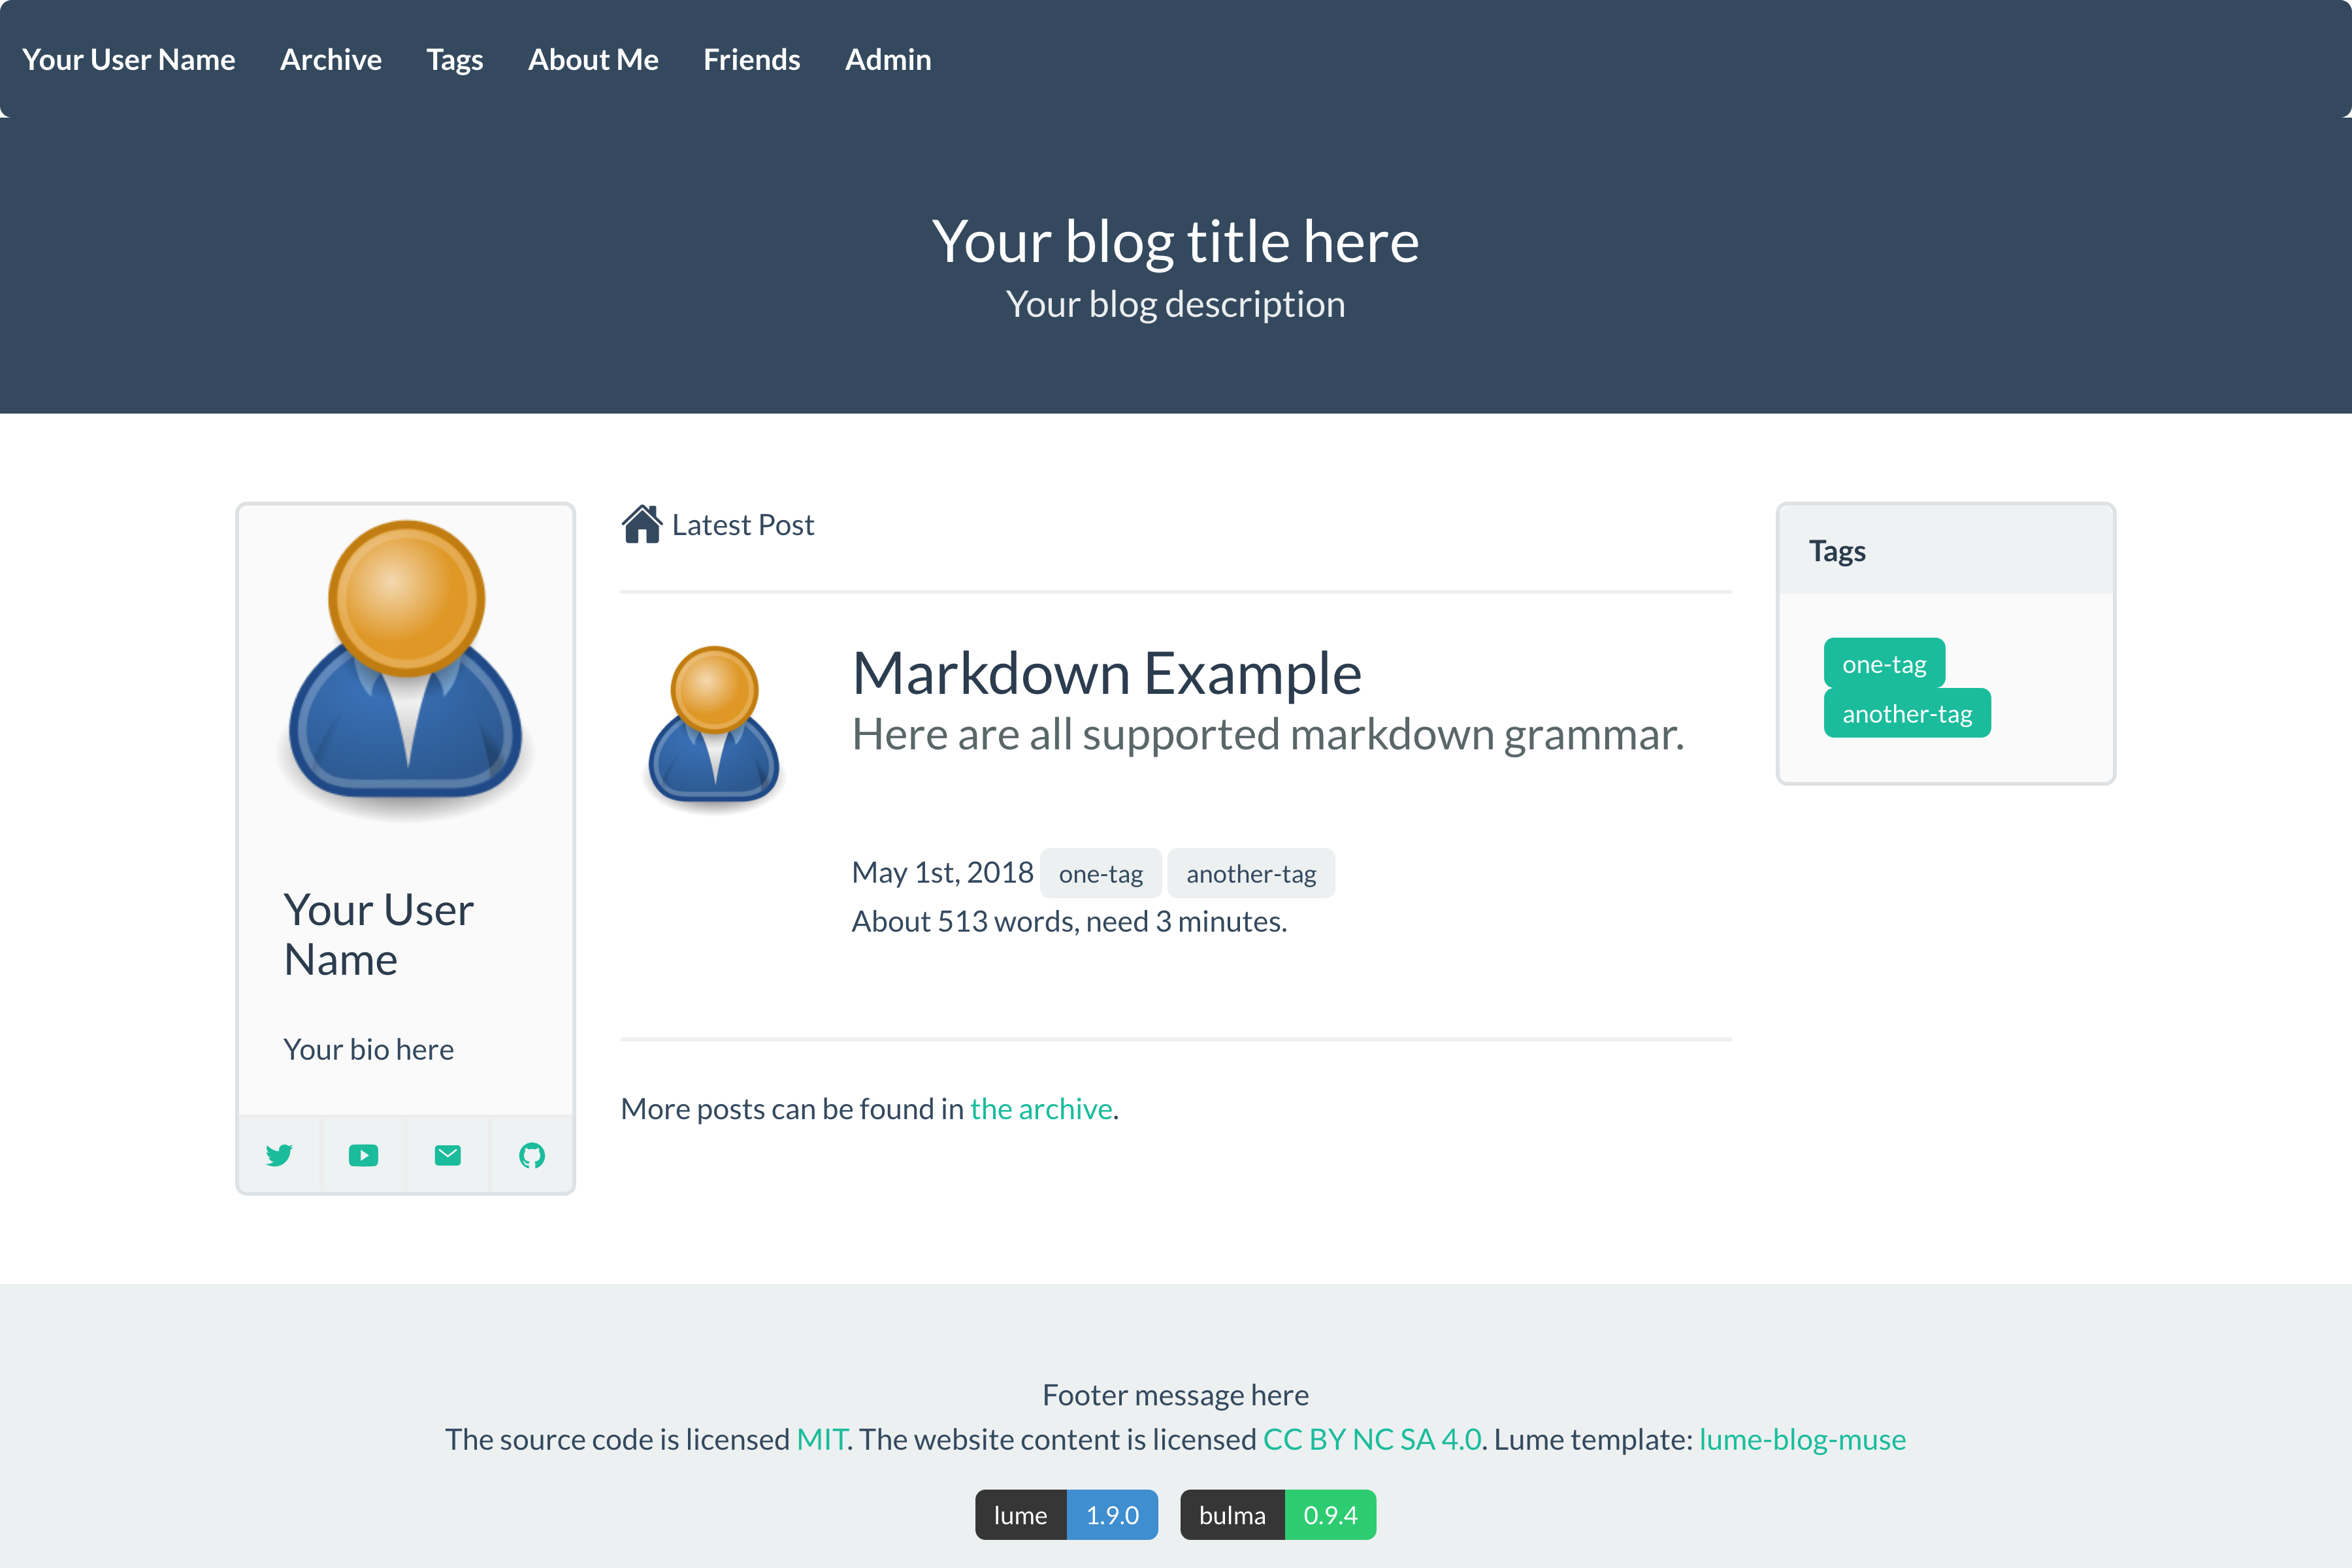 Your User Name Archive Tags About Me Friends Admin
Your blog title here
Your blog description
Your User
Name
Your bio here
Latest Post
Markdown Example
Here are all supported markdown grammar.
May 1st, 2018 one-tag another-tag
About 513 words, need 3 minutes.
More posts can be found in the archive.
Tags
one-tag
another-tag
Footer message here
The source code is licensed MIT. The website content is licensed CC BY NC SA 4.0. Lume template: lume-blog-muse
lume 1.9.0 bulma 0.9.4